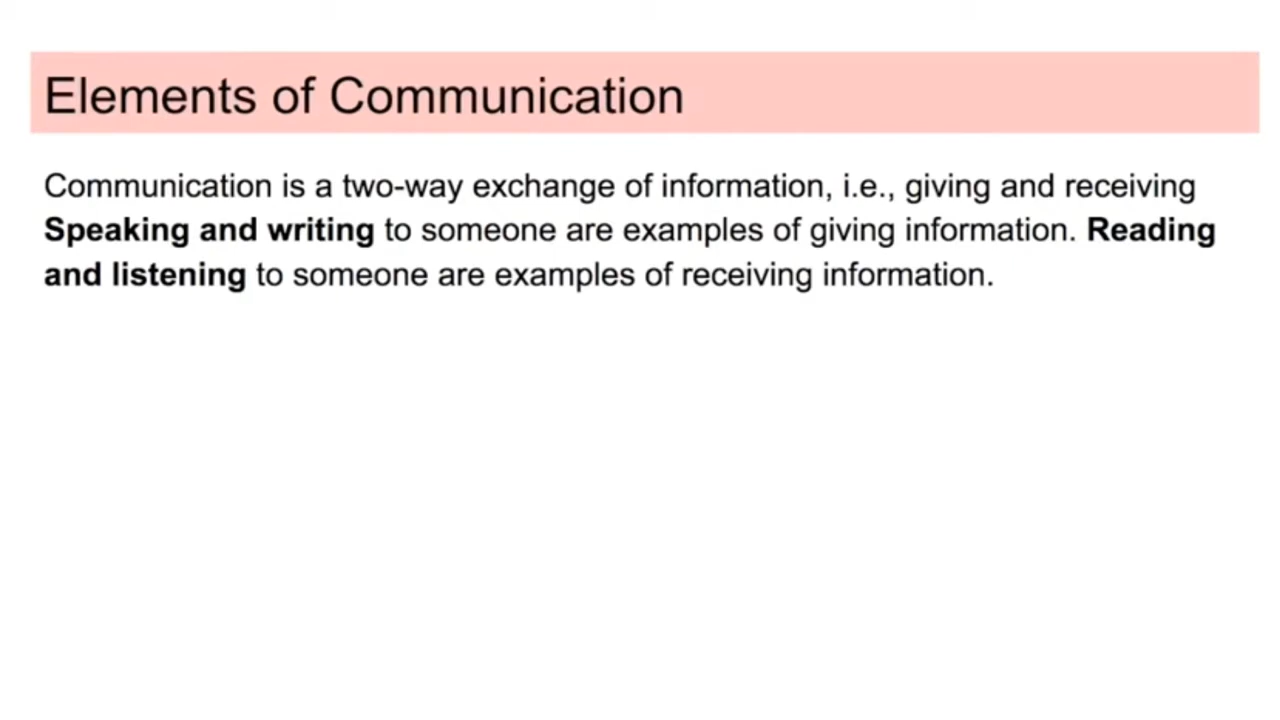 Elements of Communication
Communication is a two-way exchange of information, i.e., giving and receiving
Speaking and writing to someone are examples of giving information. Reading
and listening to someone are examples of receiving information.